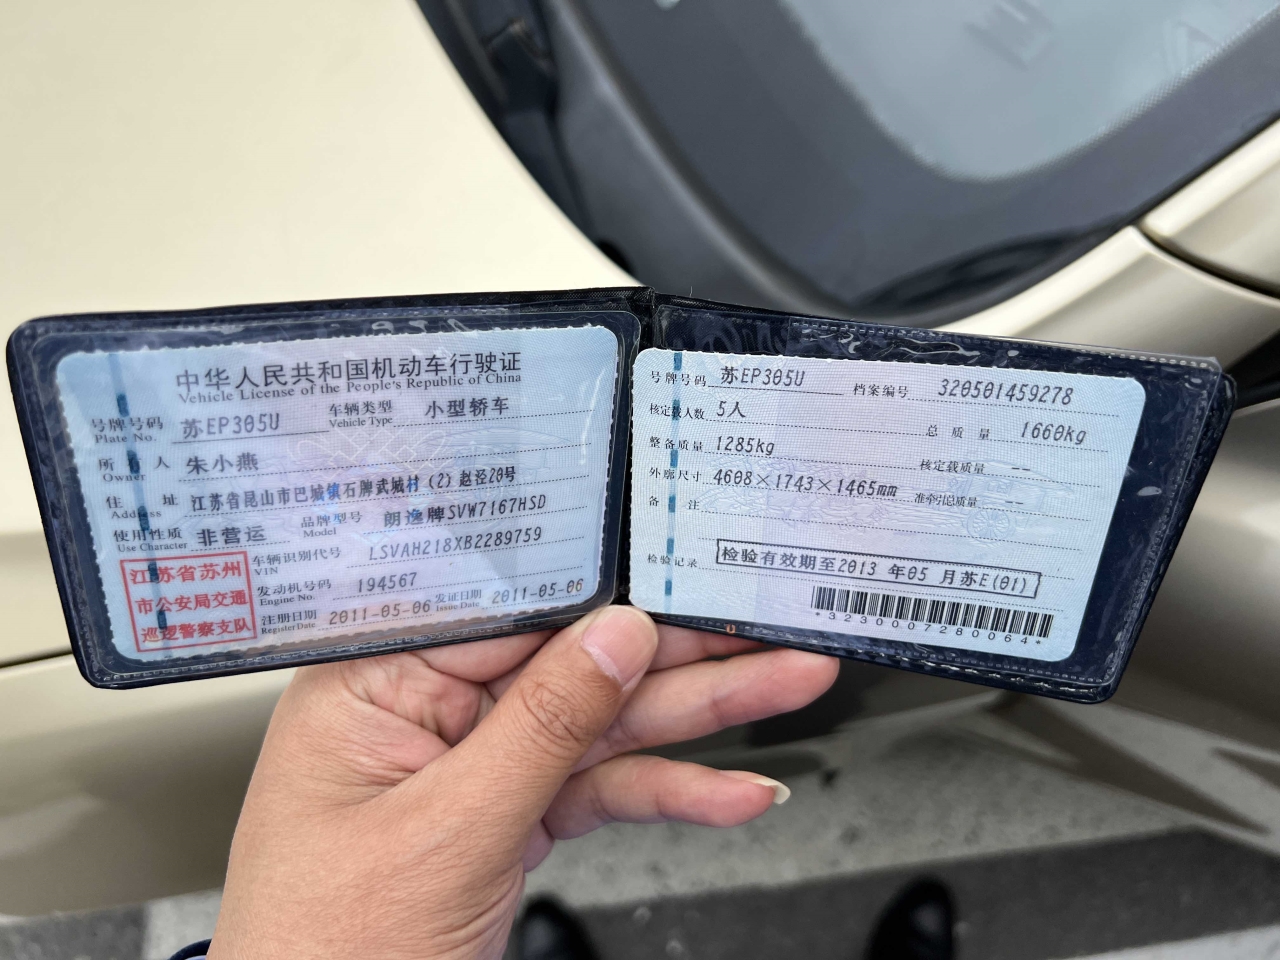 中华人民共和国机动车行驶证
Vehicle License of the People's Republic of China
号牌号码 苏EP305U 车辆类型 小型轿车
Plate No. Vehicle Type
所有人 朱小燕
Owner
住址 江苏省昆山市巴城镇石牌武城村(2)赵泾20号
Address
使用性质 非营运 品牌型号 朗逸牌SVW7167HSD
Use Character Model
车辆识别代号 LSVAH218XB2289759
VIN
发动机号码 194567
Engine No.
注册日期 2011-05-06 发证日期 2011-05-06
Register Date Issue Date
江苏省苏州
市公安局交通
巡逻警察支队
号牌号码 苏EP305U 档案编号 320501459278
核定载人数 5人 总质量 1660kg
整备质量 1285kg 核定载质量 --
外廓尺寸 4608×1743×1465mm 准牵引总质量 --
备注
检验记录 检验有效期至2013年05月苏E(01)
*3230007280064*